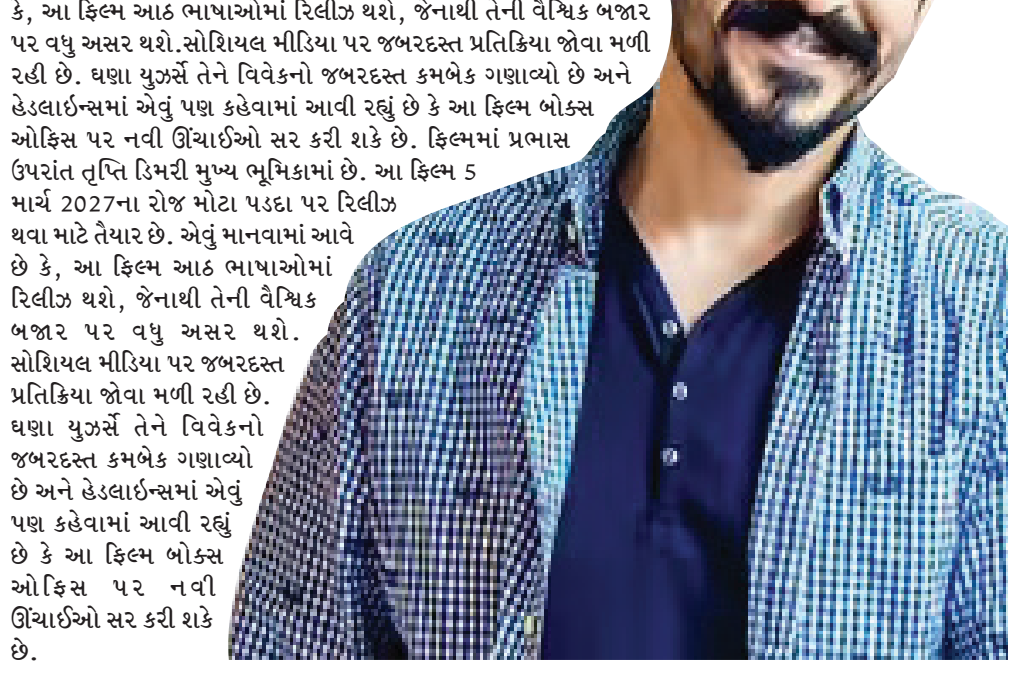 કે, આ ફિલ્મ આઠ ભાષાઓમાં રિલીઝ થશે, જેનાથી તેની વૈશ્વિક બજાર
પર વધુ અસર થશે.સોશિયલ મીડિયા પર જબરદસ્ત પ્રતિક્રિયા જોવા મળી
રહી છે. ઘણા યુઝર્સે તેને વિવેકનો જબરદસ્ત કમબેક ગણાવ્યો છે અને
હેડલાઇન્સમાં એવું પણ કહેવામાં આવી રહ્યું છે કે આ ફિલ્મ બોક્સ
ઓફિસ પર નવી ઊંચાઈઓ સર કરી શકે છે. ફિલ્મમાં પ્રભાસ
ઉપરાંત તૃપ્તિ ડિમરી મુખ્ય ભૂમિકામાં છે. આ ફિલ્મ 5
માર્ચ 2027ના રોજ મોટા પડદા પર રિલીઝ
થવા માટે તૈયાર છે. એવું માનવામાં આવે
છે કે, આ ફિલ્મ આઠ ભાષાઓમાં
રિલીઝ થશે, જેનાથી તેની વૈશ્વિક
બજાર પર વધુ અસર થશે.
સોશિયલ મીડિયા પર જબરદસ્ત
પ્રતિક્રિયા જોવા મળી રહી છે.
ઘણા યુઝર્સે તેને વિવેકનો
જબરદસ્ત કમબેક ગણાવ્યો
છે અને હેડલાઇન્સમાં એવું
પણ કહેવામાં આવી રહ્યું
છે કે આ ફિલ્મ બોક્સ
ઓફિસ પર નવી
ઊંચાઈઓ સર કરી શકે
છે.